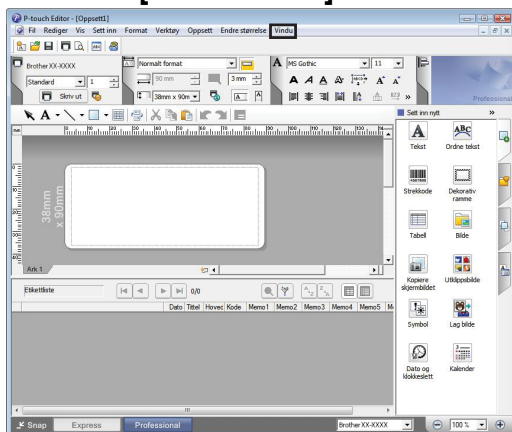 P-touch Editor - [Oppsett1]
Fil Rediger Vis Sett inn Format Verktøy Oppsett Endre størrelse Vindu
Brother XX-XXXX
Standard 1
Skriv ut
Normalt format
90 mm 3 mm
38mm x 90m
A MS Gothic 11
Professional
Sett inn nytt
Tekst Ordne tekst
Strekkode Dekorativ ramme
Tabell Bilde
Kopiere skjermbildet Utklippsbilde
Symbol Lag bilde
Dato og klokkeslett Kalender
38mm
x 90mm
Ark 1
Etikettliste 0/0
Dato Tittel Hoved Kode Memo1 Memo2 Memo3 Memo4 Memo5
Snap Express Professional Brother XX-XXXX 100 %